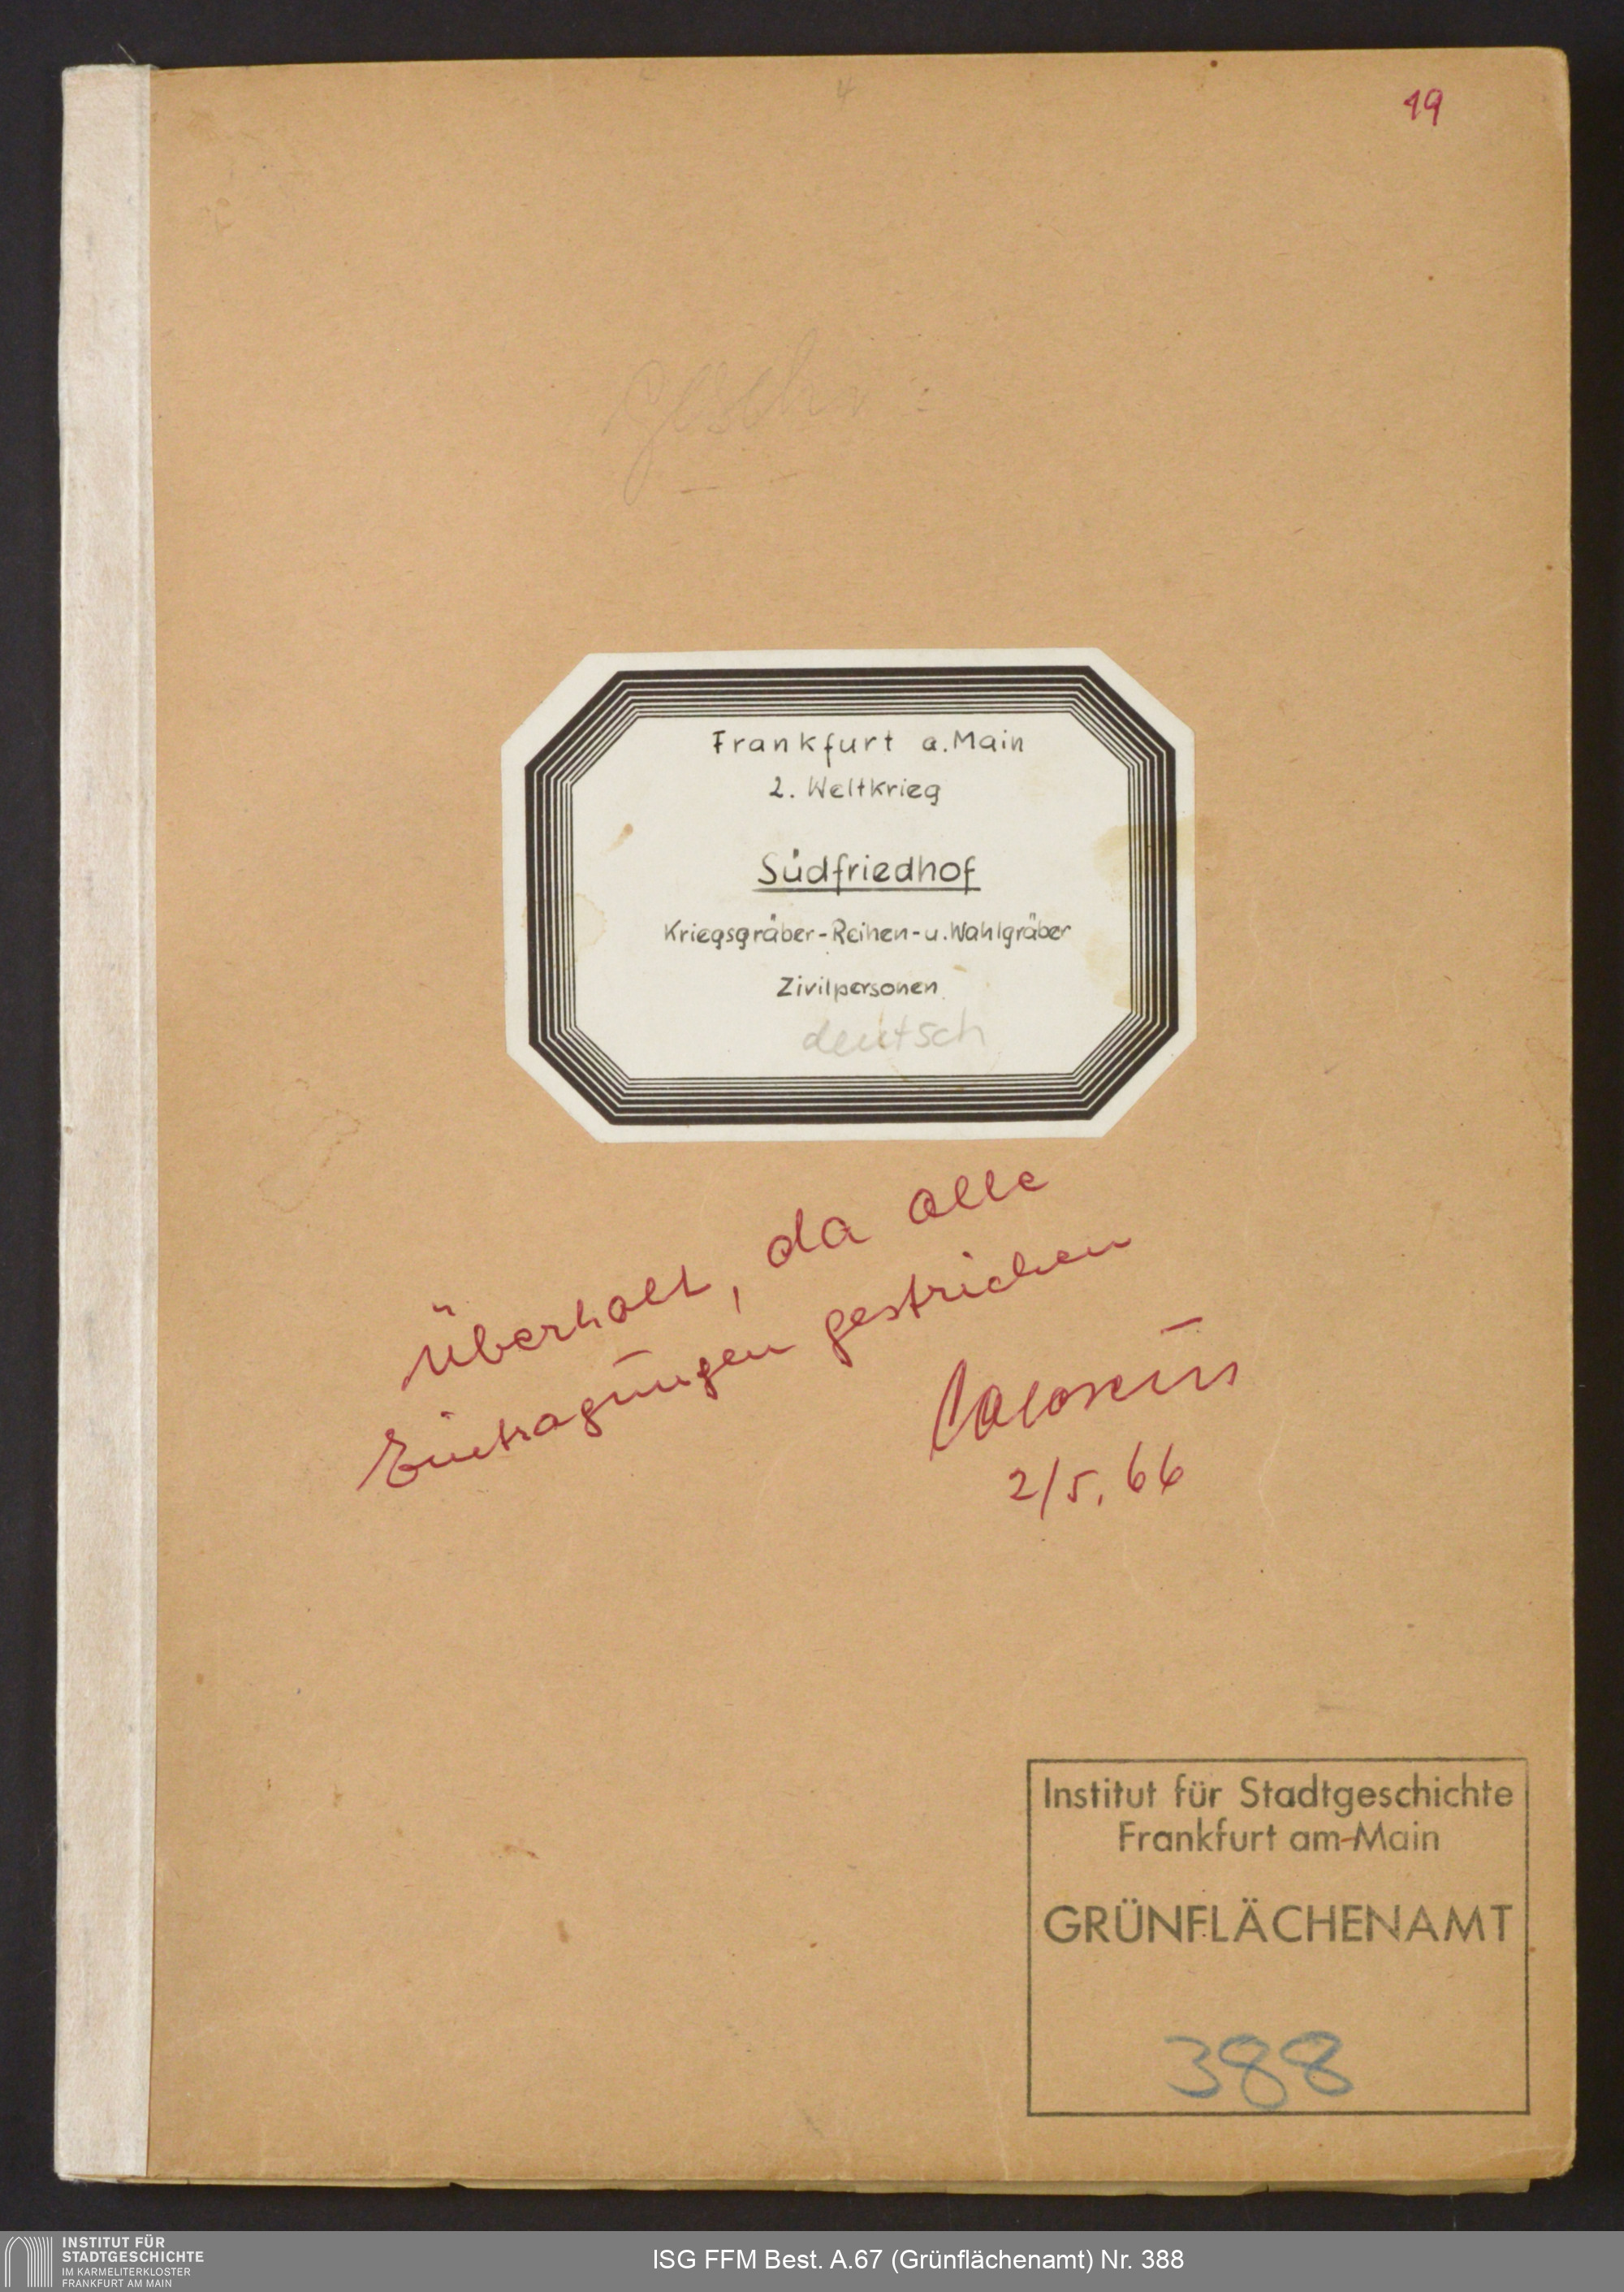 19
Frankfurt a. Main
2. Weltkrieg
Südfriedhof
Kriegsgräber-Reihen-u. Wahlgräber
Zivilpersonen
deutsch
Überholt, da alle
Eintragungen gestrichen
2/5. 66
Institut für Stadtgeschichte
Frankfurt am Main
GRÜNFLÄCHENAMT
388
INSTITUT FÜR
STADTGESCHICHTE
IM KARMELITERKLOSTER
FRANKFURT AM MAIN
ISG FFM Best. A.67 (Grünflächenamt) Nr. 388